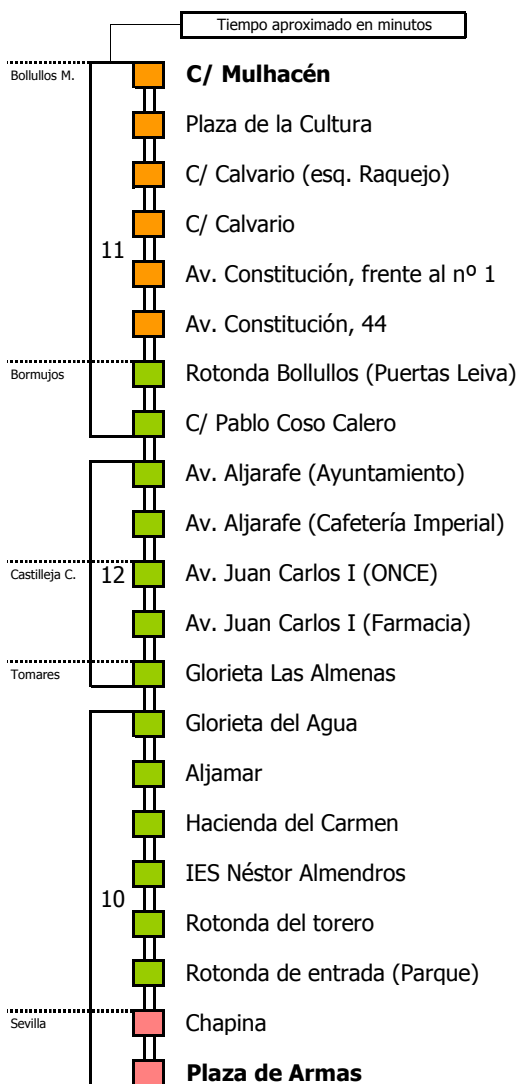 Tiempo aproximado en minutos
Bollullos M.
C/ Mulhacén
Plaza de la Cultura
C/ Calvario (esq. Raquejo)
C/ Calvario
11
Av. Constitución, frente al nº 1
Av. Constitución, 44
Bormujos
Rotonda Bollullos (Puertas Leiva)
C/ Pablo Coso Calero
Av. Aljarafe (Ayuntamiento)
Av. Aljarafe (Cafetería Imperial)
Castilleja C.
12
Av. Juan Carlos I (ONCE)
Av. Juan Carlos I (Farmacia)
Tomares
Glorieta Las Almenas
Glorieta del Agua
Aljamar
Hacienda del Carmen
IES Néstor Almendros
10
Rotonda del torero
Rotonda de entrada (Parque)
Sevilla
Chapina
Plaza de Armas